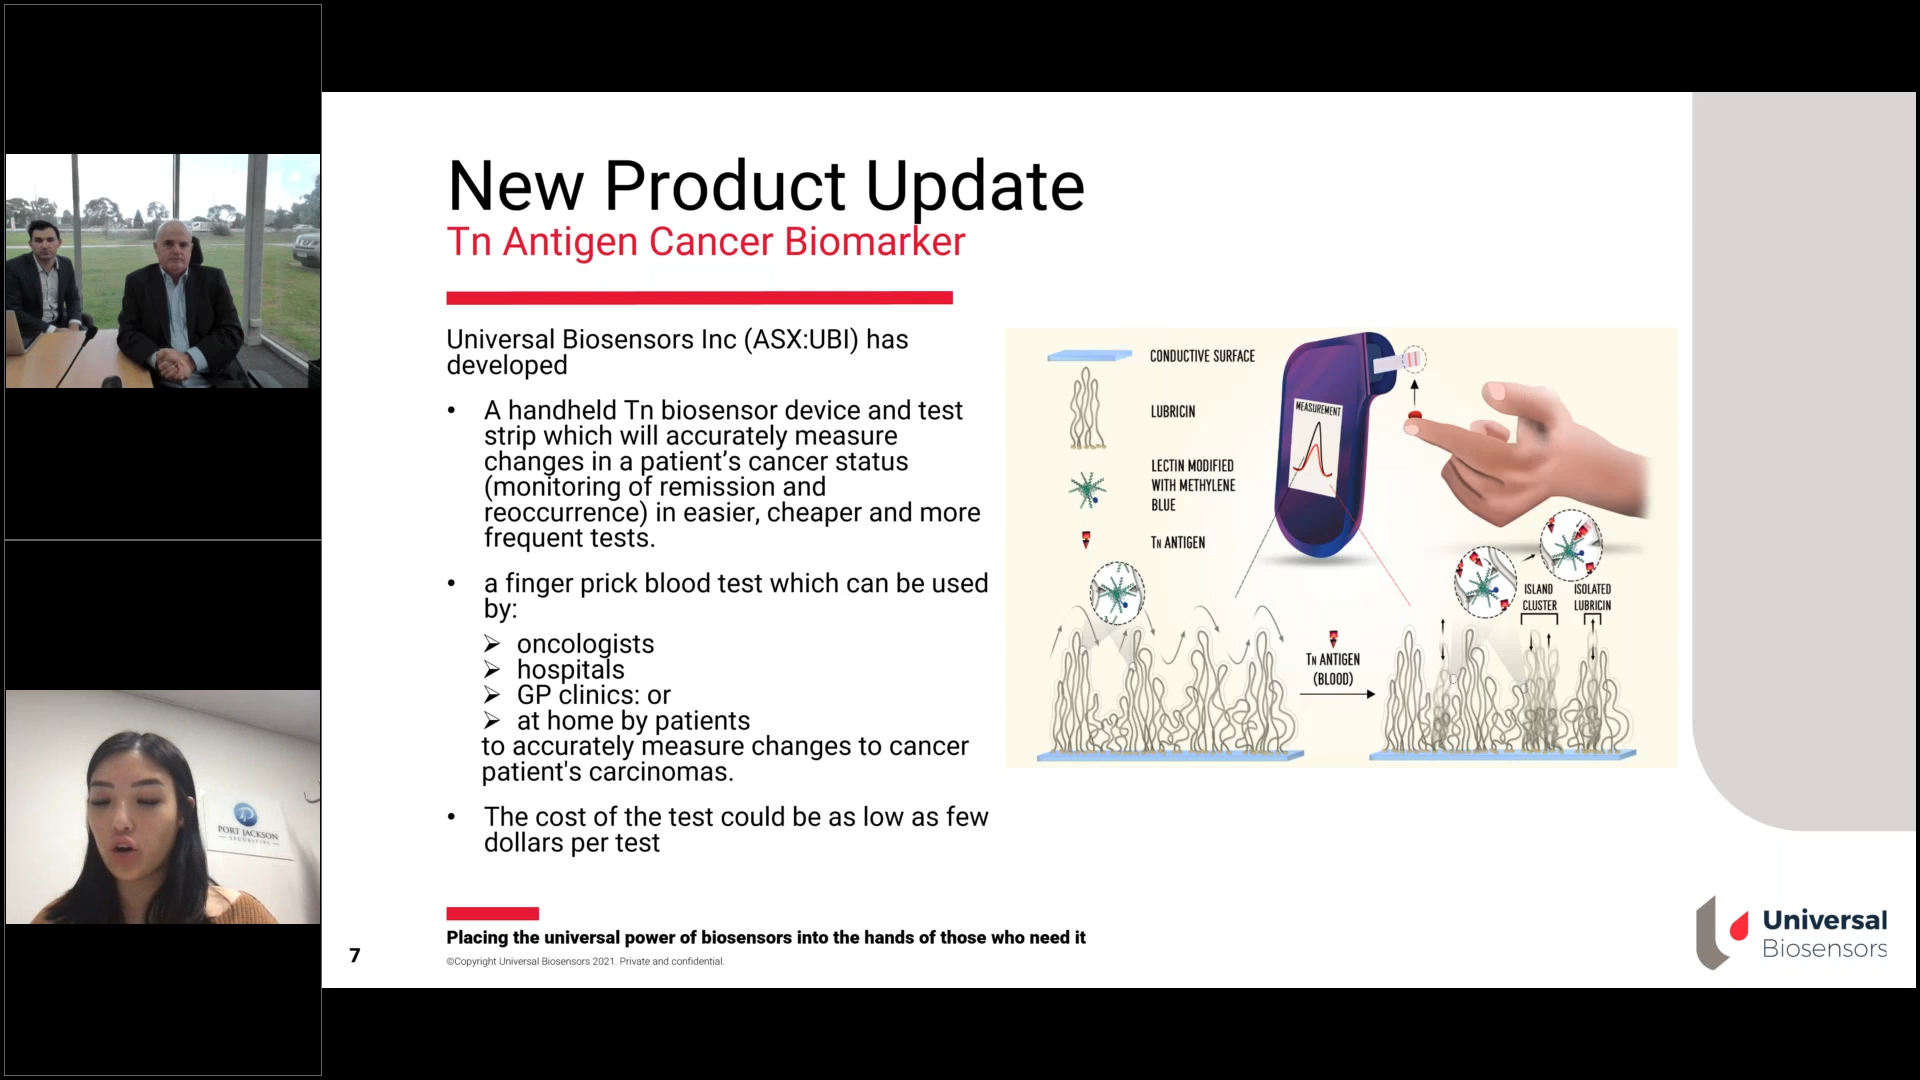 New Product Update
Tn Antigen Cancer Biomarker
Universal Biosensors Inc (ASX:UBI) has
developed
• A handheld Tn biosensor device and test
strip which will accurately measure
changes in a patient’s cancer status
(monitoring of remission and
reoccurrence) in easier, cheaper and more
frequent tests.
• a finger prick blood test which can be used
by:
➢ oncologists
➢ hospitals
➢ GP clinics: or
➢ at home by patients
to accurately measure changes to cancer
patient's carcinomas.
• The cost of the test could be as low as few
dollars per test
CONDUCTIVE SURFACE
LUBRICIN
LECTIN MODIFIED
WITH METHYLENE
BLUE
TN ANTIGEN
MEASUREMENT
ISLAND
CLUSTER
ISOLATED
LUBRICIN
TN ANTIGEN
(BLOOD)
PORT JACKSON
SECURITIES
Placing the universal power of biosensors into the hands of those who need it
©Copyright Universal Biosensors 2021. Private and confidential.
7
Universal
Biosensors